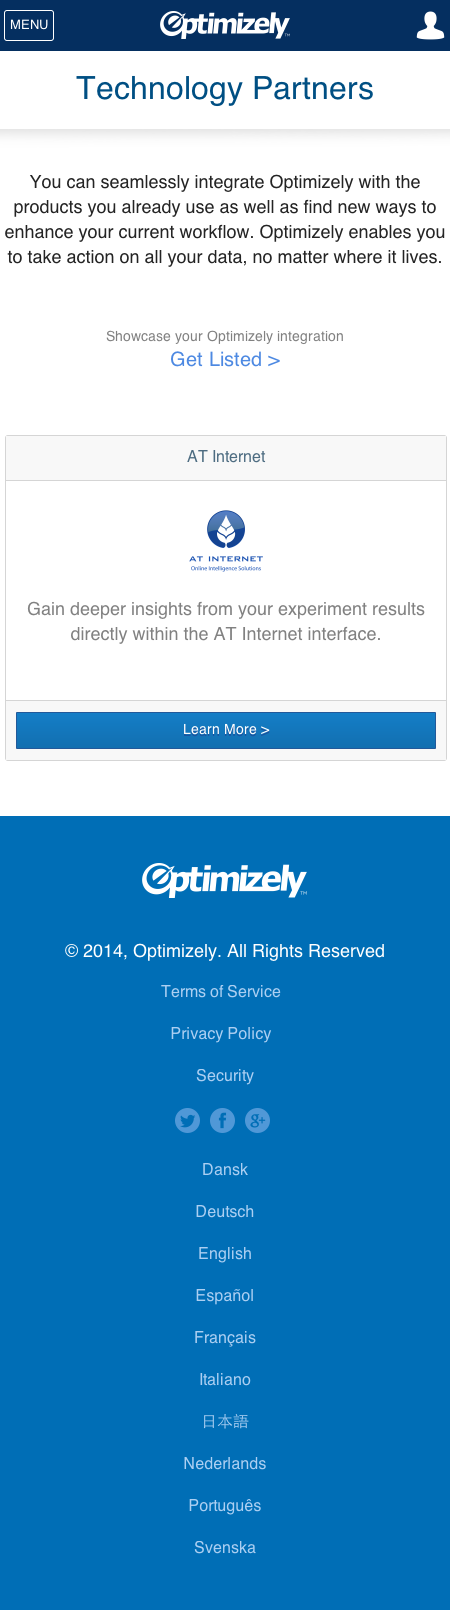 MENU
Optimizely™
Technology Partners
You can seamlessly integrate Optimizely with the
products you already use as well as find new ways to
enhance your current workflow. Optimizely enables you
to take action on all your data, no matter where it lives.
Showcase your Optimizely integration
Get Listed >
AT Internet
AT INTERNET
Online Intelligence Solutions
Gain deeper insights from your experiment results
directly within the AT Internet interface.
Learn More >
Optimizely™
© 2014, Optimizely. All Rights Reserved
Terms of Service
Privacy Policy
Security
Dansk
Deutsch
English
Español
Français
Italiano
日本語
Nederlands
Português
Svenska